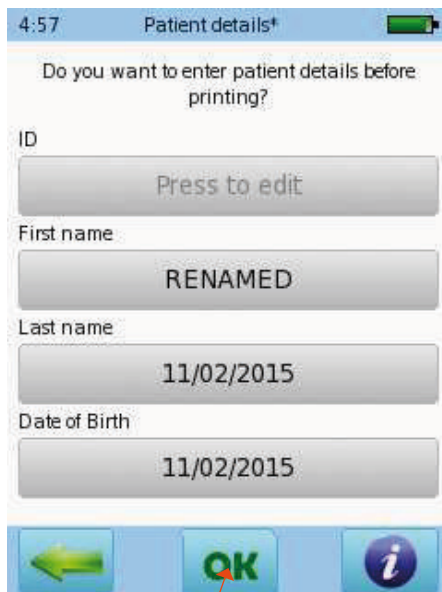 4:57 Patient details*
Do you want to enter patient details before
printing?
ID
Press to edit
First name
RENAMED
Last name
11/02/2015
Date of Birth
11/02/2015
OK
i